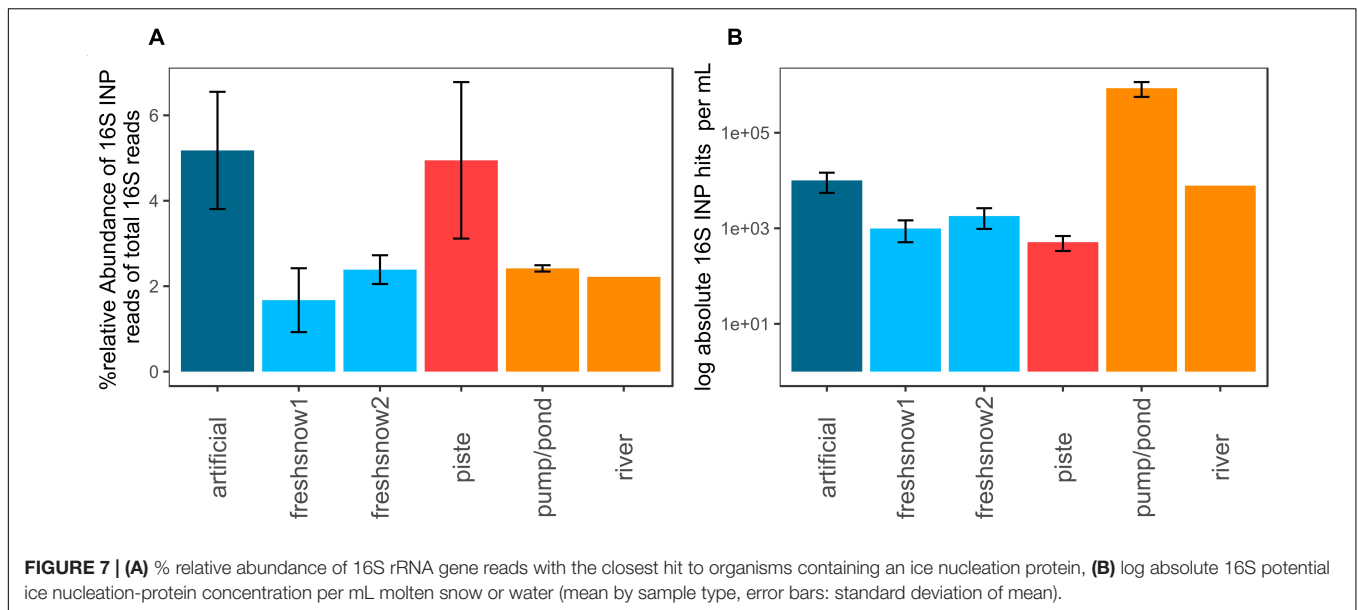 A
B
%relative Abundance of 16S INP
reads of total 16S reads
6
4
2
0
artificial
freshsnow1
freshsnow2
piste
pump/pond
river
log absolute 16S INP hits per mL
1e+05
1e+03
1e+01
artificial
freshsnow1
freshsnow2
piste
pump/pond
river
FIGURE 7 | (A) % relative abundance of 16S rRNA gene reads with the closest hit to organisms containing an ice nucleation protein, (B) log absolute 16S potential
ice nucleation-protein concentration per mL molten snow or water (mean by sample type, error bars: standard deviation of mean).